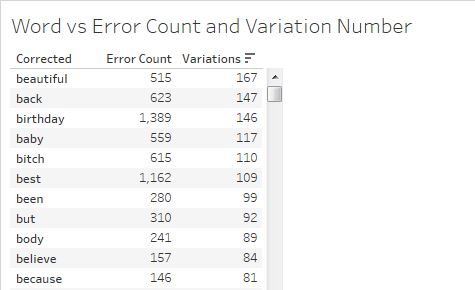 Word vs Error Count and Variation Number
Corrected Error Count Variations
beautiful 515 167
back 623 147
birthday 1,389 146
baby 559 117
bitch 615 110
best 1,162 109
been 280 99
but 310 92
body 241 89
believe 157 84
because 146 81